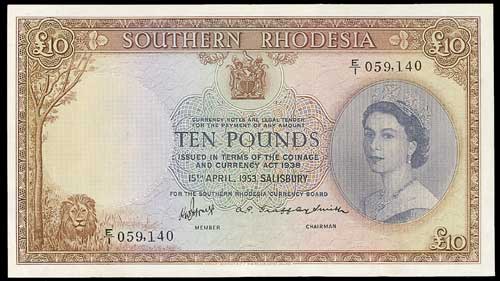 £10 SOUTHERN RHODESIA £10
E/1 059,140
CURRENCY NOTES ARE LEGAL TENDER
FOR THE PAYMENT OF ANY AMOUNT
TEN POUNDS
ISSUED IN TERMS OF THE COINAGE
AND CURRENCY ACT 1938
15TH APRIL, 1953, SALISBURY
FOR THE SOUTHERN RHODESIA CURRENCY BOARD
MEMBER CHAIRMAN
E/1 059,140
£10